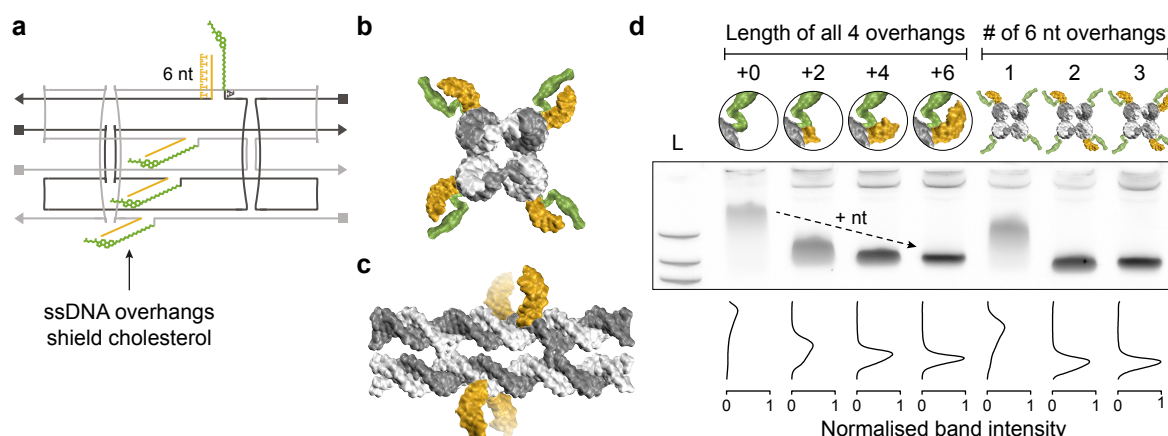 a
6 nt
TTTTTT
A
ssDNA overhangs
shield cholesterol
b
c
d
Length of all 4 overhangs
# of 6 nt overhangs
+0 +2 +4 +6 1 2 3
L
+ nt
0 1 0 1 0 1 0 1 0 1 0 1 0 1
Normalised band intensity